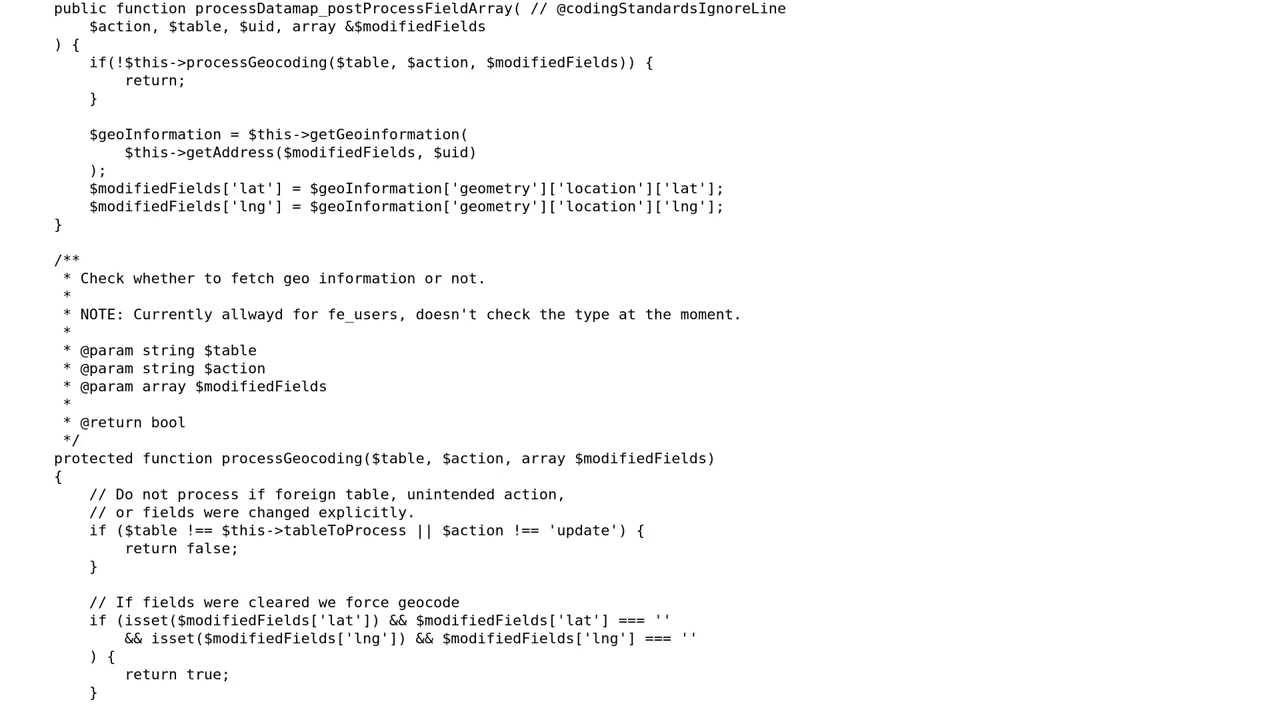 public function processDatamap_postProcessFieldArray( // @codingStandardsIgnoreLine
    $action, $table, $uid, array &$modifiedFields
) {
    if(!$this->processGeocoding($table, $action, $modifiedFields)) {
        return;
    }

    $geoInformation = $this->getGeoinformation(
        $this->getAddress($modifiedFields, $uid)
    );
    $modifiedFields['lat'] = $geoInformation['geometry']['location']['lat'];
    $modifiedFields['lng'] = $geoInformation['geometry']['location']['lng'];
}

/**
 * Check whether to fetch geo information or not.
 *
 * NOTE: Currently allwayd for fe_users, doesn't check the type at the moment.
 *
 * @param string $table
 * @param string $action
 * @param array $modifiedFields
 *
 * @return bool
 */
protected function processGeocoding($table, $action, array $modifiedFields)
{
    // Do not process if foreign table, unintended action,
    // or fields were changed explicitly.
    if ($table !== $this->tableToProcess || $action !== 'update') {
        return false;
    }

    // If fields were cleared we force geocode
    if (isset($modifiedFields['lat']) && $modifiedFields['lat'] === ''
        && isset($modifiedFields['lng']) && $modifiedFields['lng'] === ''
    ) {
        return true;
    }